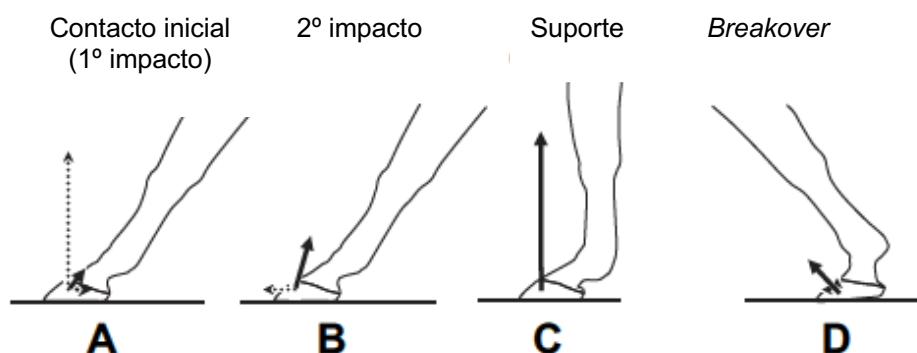 Contacto inicial
(1º impacto)
2º impacto
Suporte
Breakover
A
B
C
D